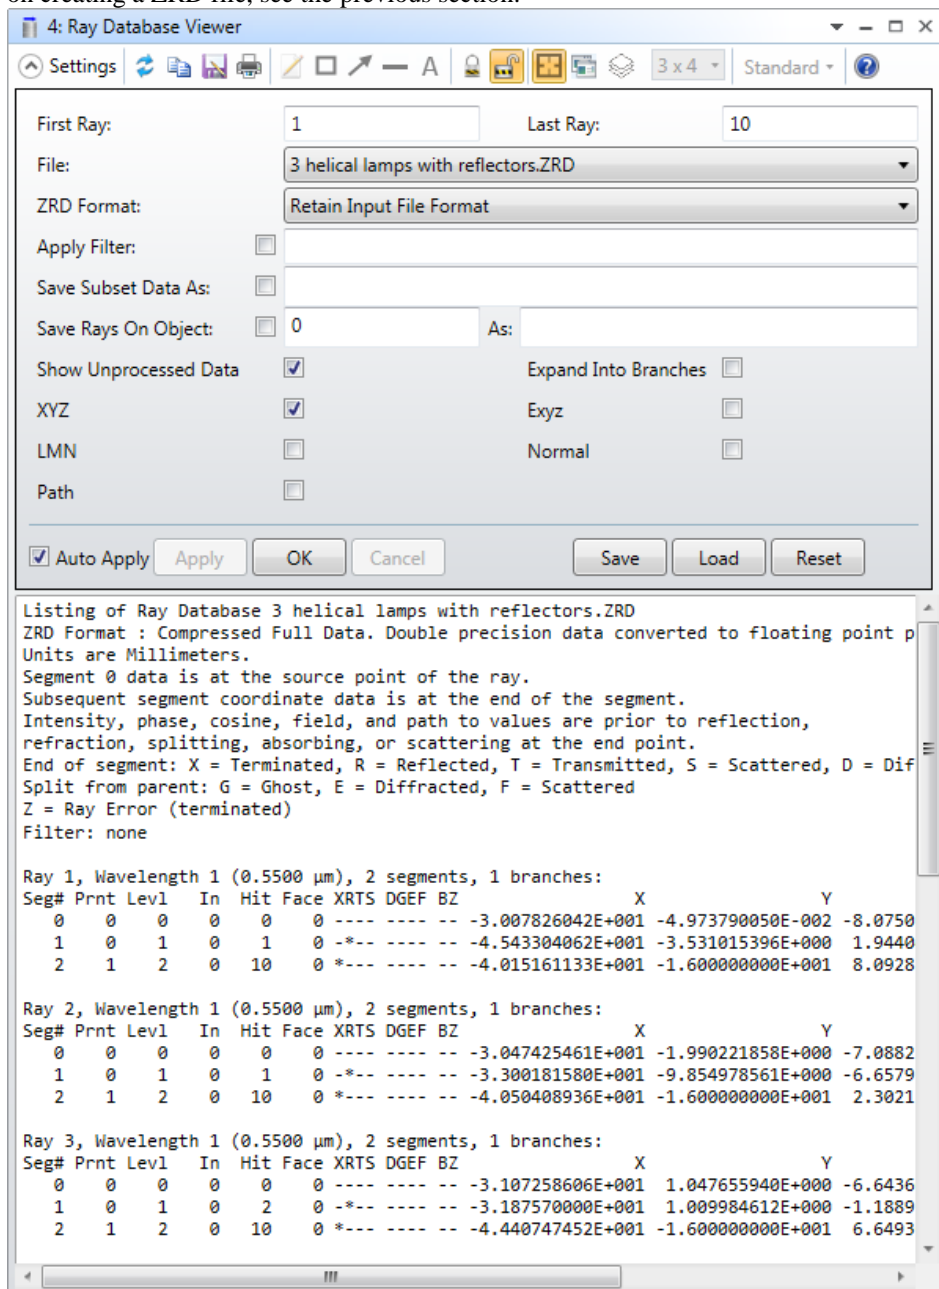 on creating a ZRD file, see the previous section.
4: Ray Database Viewer
Settings A 3 x 4 Standard
First Ray: 1 Last Ray: 10
File: 3 helical lamps with reflectors.ZRD
ZRD Format: Retain Input File Format
Apply Filter:
Save Subset Data As:
Save Rays On Object: 0 As:
Show Unprocessed Data Expand Into Branches
XYZ Exyz
LMN Normal
Path
Auto Apply Apply OK Cancel Save Load Reset
Listing of Ray Database 3 helical lamps with reflectors.ZRD
ZRD Format : Compressed Full Data. Double precision data converted to floating point p
Units are Millimeters.
Segment 0 data is at the source point of the ray.
Subsequent segment coordinate data is at the end of the segment.
Intensity, phase, cosine, field, and path to values are prior to reflection,
refraction, splitting, absorbing, or scattering at the end point.
End of segment: X = Terminated, R = Reflected, T = Transmitted, S = Scattered, D = Dif
Split from parent: G = Ghost, E = Diffracted, F = Scattered
Z = Ray Error (terminated)
Filter: none
Ray 1, Wavelength 1 (0.5500 µm), 2 segments, 1 branches:
Seg# Prnt Levl In Hit Face XRTS DGEF BZ X Y
0 0 0 0 0 0 ---- ---- -- -3.007826042E+001 -4.973790050E-002 -8.0750
1 0 1 0 1 0 -*-- ---- -- -4.543304062E+001 -3.531015396E+000 1.9440
2 1 2 0 10 0 *--- ---- -- -4.015161133E+001 -1.600000000E+001 8.0928
Ray 2, Wavelength 1 (0.5500 µm), 2 segments, 1 branches:
Seg# Prnt Levl In Hit Face XRTS DGEF BZ X Y
0 0 0 0 0 0 ---- ---- -- -3.047425461E+001 -1.990221858E+000 -7.0882
1 0 1 0 1 0 -*-- ---- -- -3.300181580E+001 -9.854978561E+000 -6.6579
2 1 2 0 10 0 *--- ---- -- -4.050408936E+001 -1.600000000E+001 2.3021
Ray 3, Wavelength 1 (0.5500 µm), 2 segments, 1 branches:
Seg# Prnt Levl In Hit Face XRTS DGEF BZ X Y
0 0 0 0 0 0 ---- ---- -- -3.107258606E+001 1.047655940E+000 -6.6436
1 0 1 0 2 0 -*-- ---- -- -3.187570000E+001 1.009984612E+000 -1.1889
2 1 2 0 10 0 *--- ---- -- -4.440747452E+001 -1.600000000E+001 6.6493